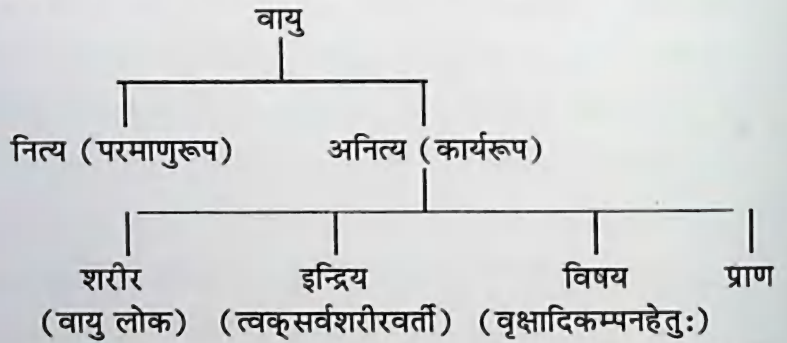 वायु
नित्य (परमाणुरूप) अनित्य (कार्यरूप)
शरीर इन्द्रिय विषय प्राण
(वायु लोक) (त्वक्सर्वशरीरवर्ती) (वृक्षादिकम्पनहेतुः)